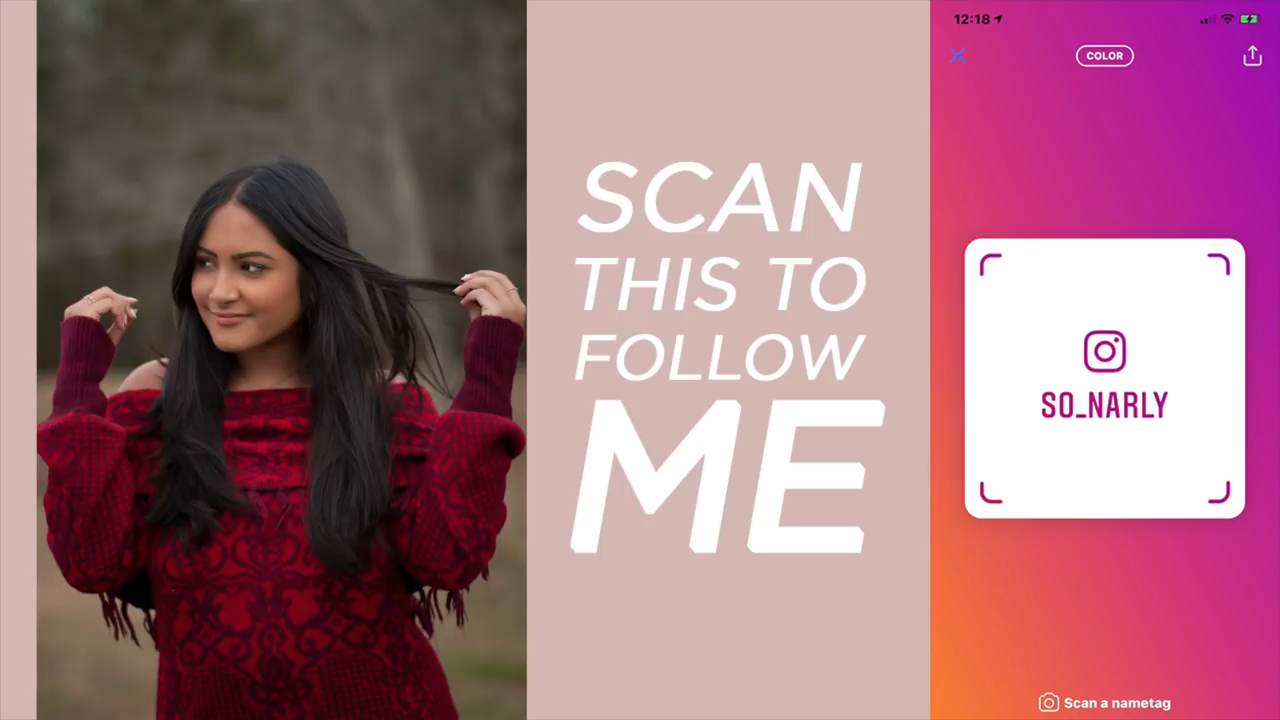 SCAN
THIS TO
FOLLOW
ME
12:18
COLOR
SO_NARLY
Scan a nametag